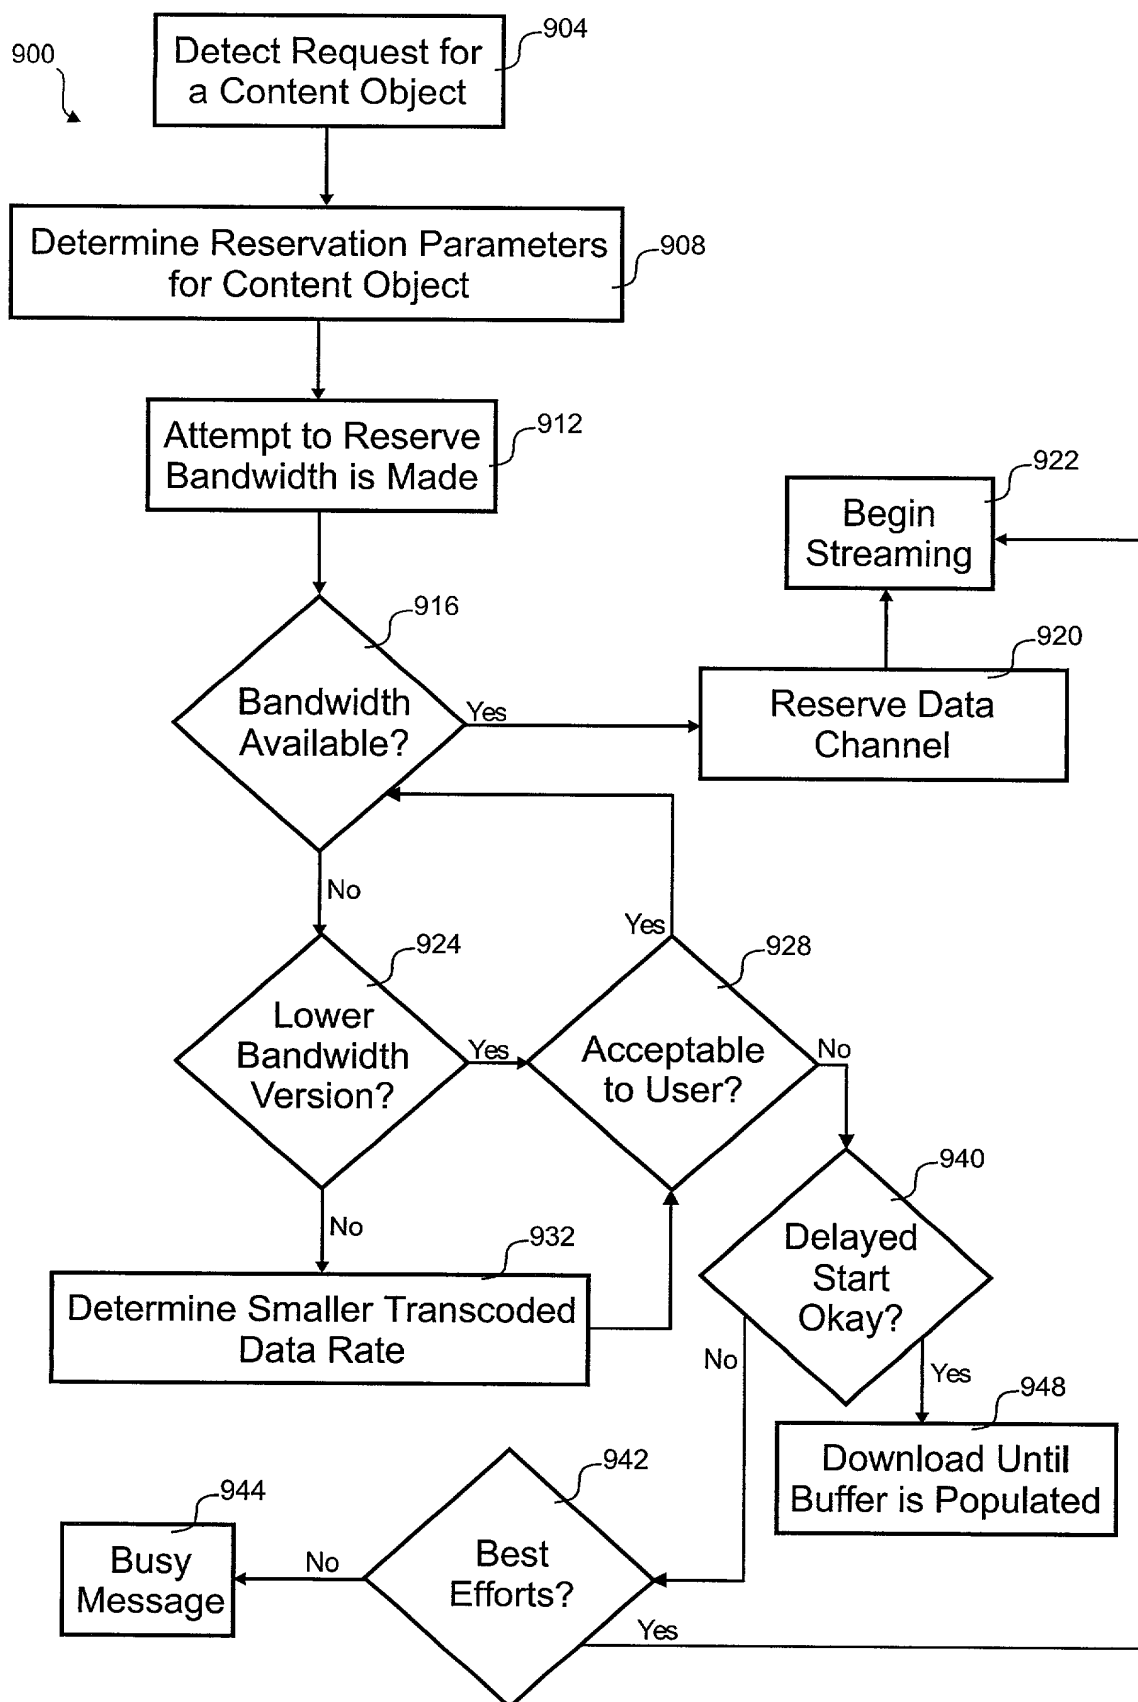 904
Detect Request for
a Content Object
900
Determine Reservation Parameters
for Content Object
908
Attempt to Reserve
Bandwidth is Made
912
922
Begin
Streaming
916
920
Bandwidth
Available?
Yes
Reserve Data
Channel
No
Yes
924
928
Lower
Bandwidth
Version?
Yes
Acceptable
to User?
No
940
No
932
Delayed
Start
Okay?
Determine Smaller Transcoded
Data Rate
No
Yes
948
Download Until
Buffer is Populated
942
944
Busy
Message
No
Best
Efforts?
Yes